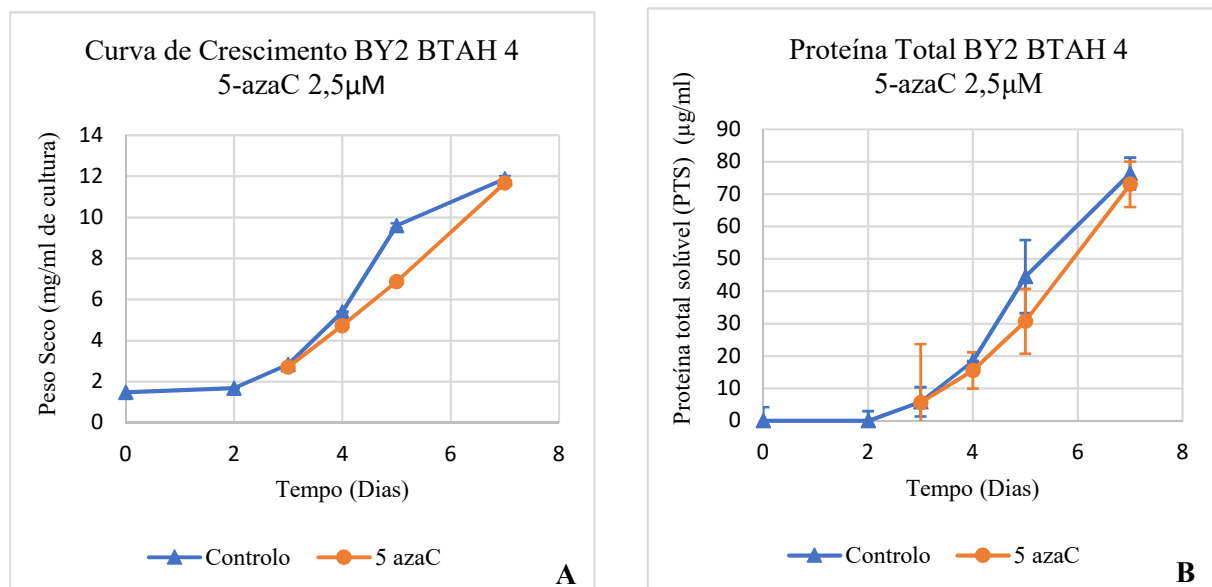 Curva de Crescimento BY2 BTAH 4
5-azaC 2,5μM
Peso Seco (mg/ml de cultura)
14
12
10
8
6
4
2
0
0 2 4 6 8
Tempo (Dias)
Controlo 5 azaC
A
Proteína Total BY2 BTAH 4
5-azaC 2,5μM
Proteína total solúvel (PTS) (µg/ml)
90
80
70
60
50
40
30
20
10
0
0 2 4 6 8
Tempo (Dias)
Controlo 5 azaC
B